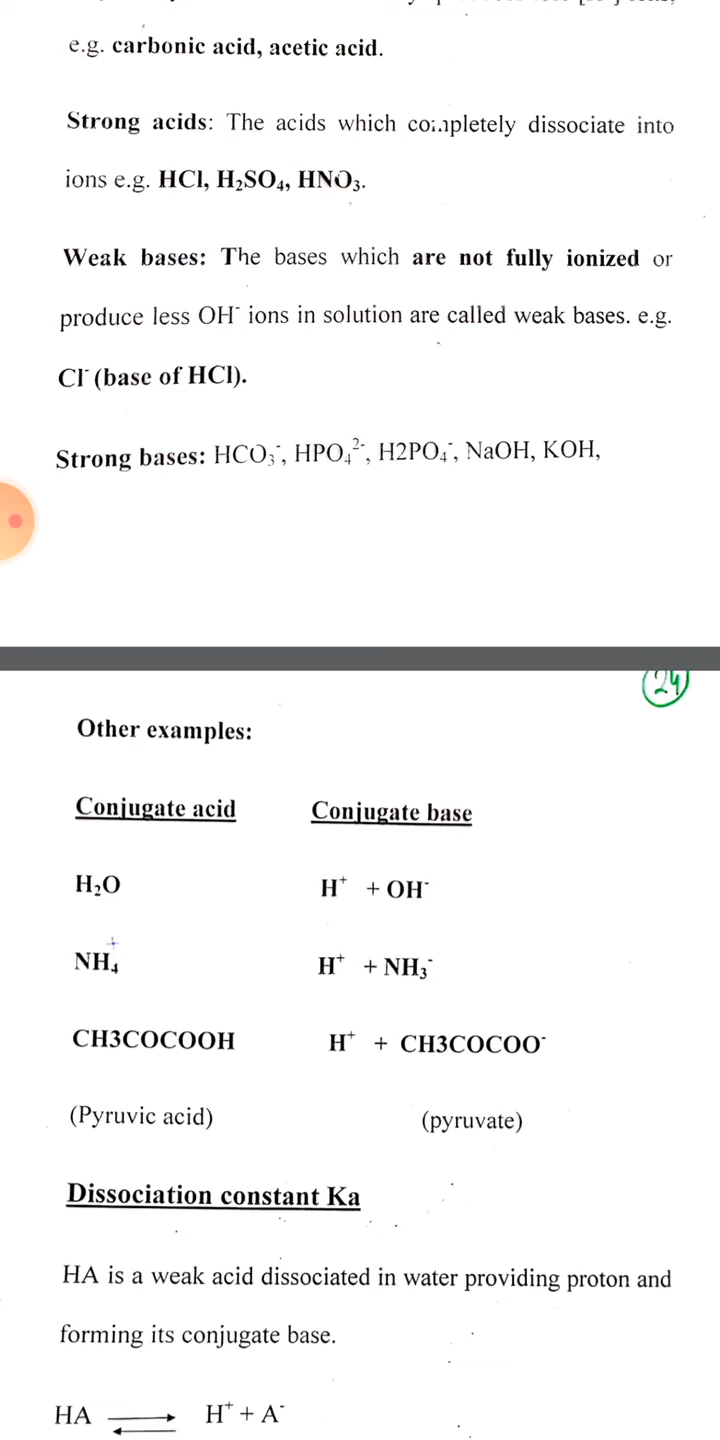 e.g. carbonic acid, acetic acid.
Strong acids: The acids which completely dissociate into
ions e.g. HCl, H₂SO₄, HNO₃.
Weak bases: The bases which are not fully ionized or
produce less OH⁻ ions in solution are called weak bases. e.g.
Cl⁻ (base of HCl).
Strong bases: HCO₃⁻, HPO₄²⁻, H2PO₄⁻, NaOH, KOH,
24
Other examples:
Conjugate acid Conjugate base
H₂O H⁺ + OH⁻
NH₄⁺ H⁺ + NH₃⁻
CH3COCOOH H⁺ + CH3COCOO⁻
(Pyruvic acid) (pyruvate)
Dissociation constant Ka
HA is a weak acid dissociated in water providing proton and
forming its conjugate base.
HA ⇌ H⁺ + A⁻